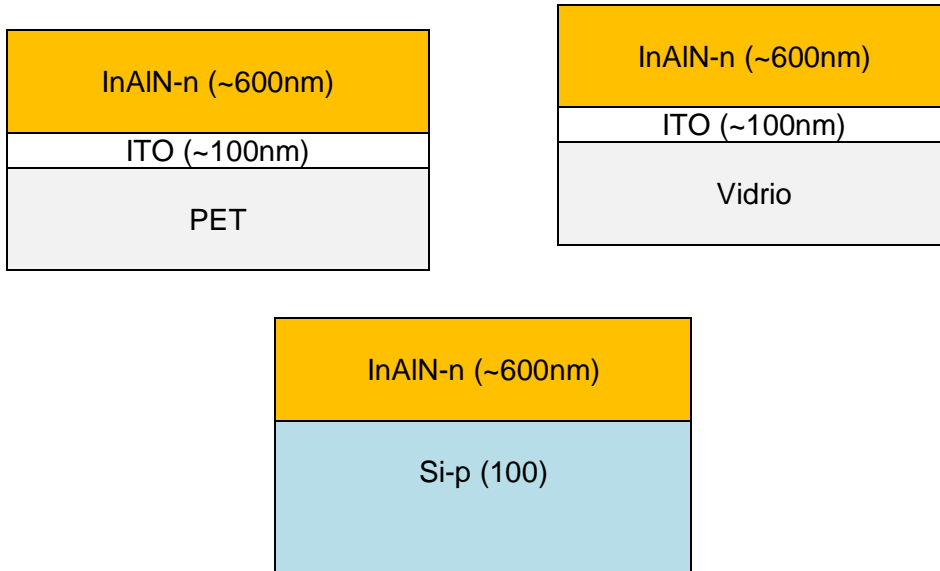 InAlN-n (~600nm)
ITO (~100nm)
PET
InAlN-n (~600nm)
ITO (~100nm)
Vidrio
InAlN-n (~600nm)
Si-p (100)